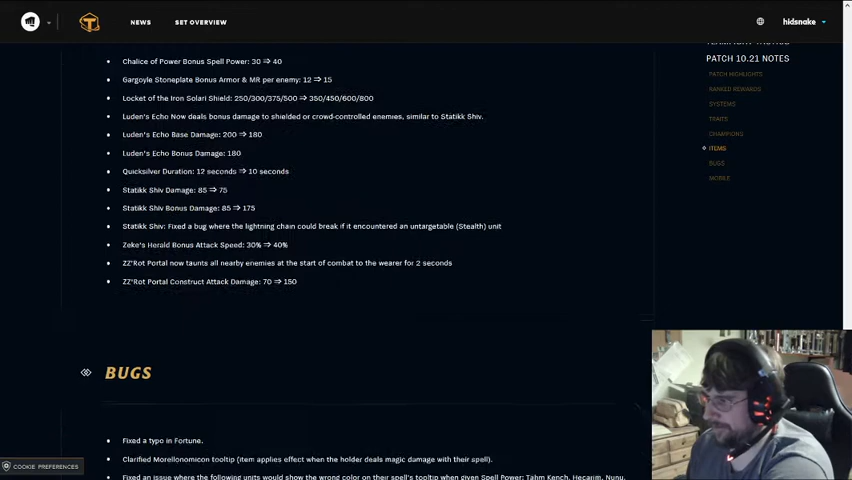 NEWS
SET OVERVIEW
hidsnake
PATCH 10.21 NOTES
PATCH HIGHLIGHTS
RANKED REWARDS
SYSTEMS
TRAITS
CHAMPIONS
ITEMS
BUGS
MOBILE
Chalice of Power Bonus Spell Power: 30 ⇒ 40
Gargoyle Stoneplate Bonus Armor & MR per enemy: 12 ⇒ 15
Locket of the Iron Solari Shield: 250/300/375/500 ⇒ 350/450/600/800
Luden's Echo Now deals bonus damage to shielded or crowd-controlled enemies, similar to Statikk Shiv.
Luden's Echo Base Damage: 200 ⇒ 180
Luden's Echo Bonus Damage: 180
Quicksilver Duration: 12 seconds ⇒ 10 seconds
Statikk Shiv Damage: 85 ⇒ 75
Statikk Shiv Bonus Damage: 85 ⇒ 175
Statikk Shiv: Fixed a bug where the lightning chain could break if it encountered an untargetable (Stealth) unit
Zeke's Herald Bonus Attack Speed: 30% ⇒ 40%
ZZ'Rot Portal now taunts all nearby enemies at the start of combat to the wearer for 2 seconds
ZZ'Rot Portal Construct Attack Damage: 70 ⇒ 150
BUGS
Fixed a typo in Fortune.
Clarified Morellonomicon tooltip (item applies effect when the holder deals magic damage with their spell).
Fixed an issue where the following units would show the wrong color on their spell's tooltip when given Spell Power: Tahm Kench, Hecarim, Nunu,
COOKIE PREFERENCES